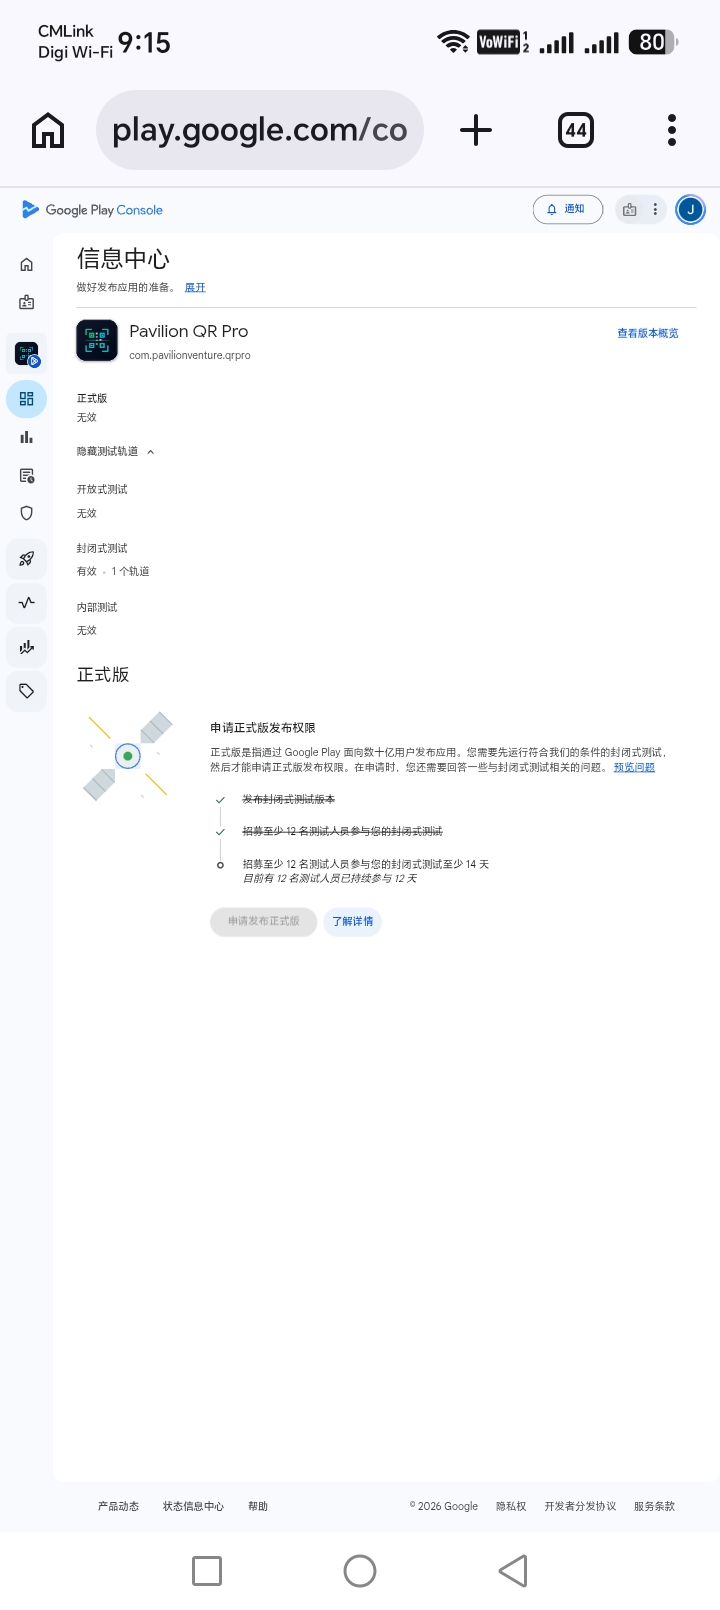 CMLink
Digi Wi-Fi
9:15
VoWiFi 1 2
80
play.google.com/co
44
Google Play Console
通知
J
信息中心
做好发布应用的准备。 展开
Pavilion QR Pro
查看版本概览
com.pavilionventure.qrpro
正式版
无效
隐藏测试轨道
开放式测试
无效
封闭式测试
有效 · 1 个轨道
内部测试
无效
正式版
申请正式版发布权限
正式版是指通过 Google Play 面向数十亿用户发布应用。您需要先运行符合我们的条件的封闭式测试，
然后才能申请正式版发布权限。在申请时，您还需要回答一些与封闭式测试相关的问题。 预览问题
发布封闭式测试版本
招募至少 12 名测试人员参与您的封闭式测试
招募至少 12 名测试人员参与您的封闭式测试至少 14 天
目前有 12 名测试人员已持续参与 12 天
申请发布正式版
了解详情
产品动态 状态信息中心 帮助 © 2026 Google 隐私权 开发者分发协议 服务条款